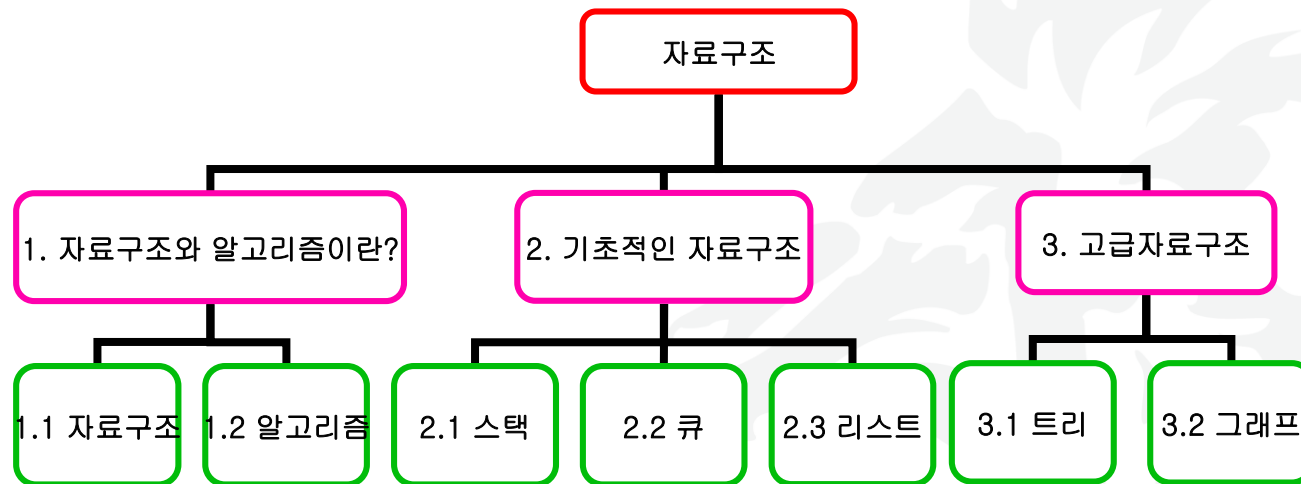 자료구조
1. 자료구조와 알고리즘이란?
2. 기초적인 자료구조
3. 고급자료구조
1.1 자료구조
1.2 알고리즘
2.1 스택
2.2 큐
2.3 리스트
3.1 트리
3.2 그래프